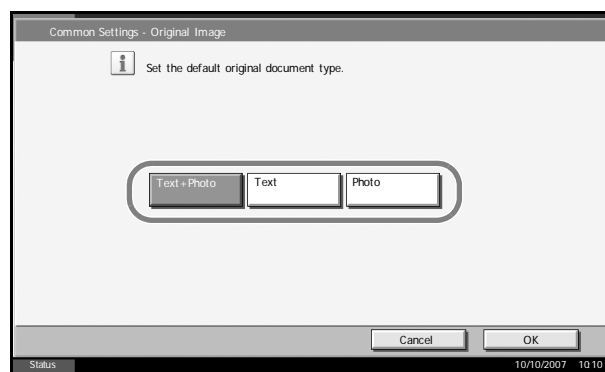 Common Settings - Original Image
Set the default original document type.
Text+Photo Text Photo
Cancel OK
Status 10/10/2007 10:10